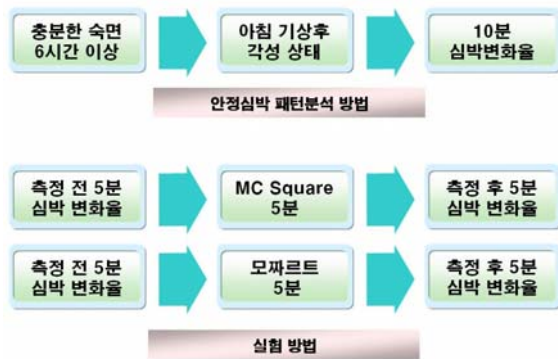 충분한 숙면
6시간 이상
아침 기상후
각성 상태
10분
심박변화율
안정심박 패턴분석 방법
측정 전 5분
심박 변화율
MC Square
5분
측정 후 5분
심박 변화율
측정 전 5분
심박 변화율
모짜르트
5분
측정 후 5분
심박 변화율
실험 방법